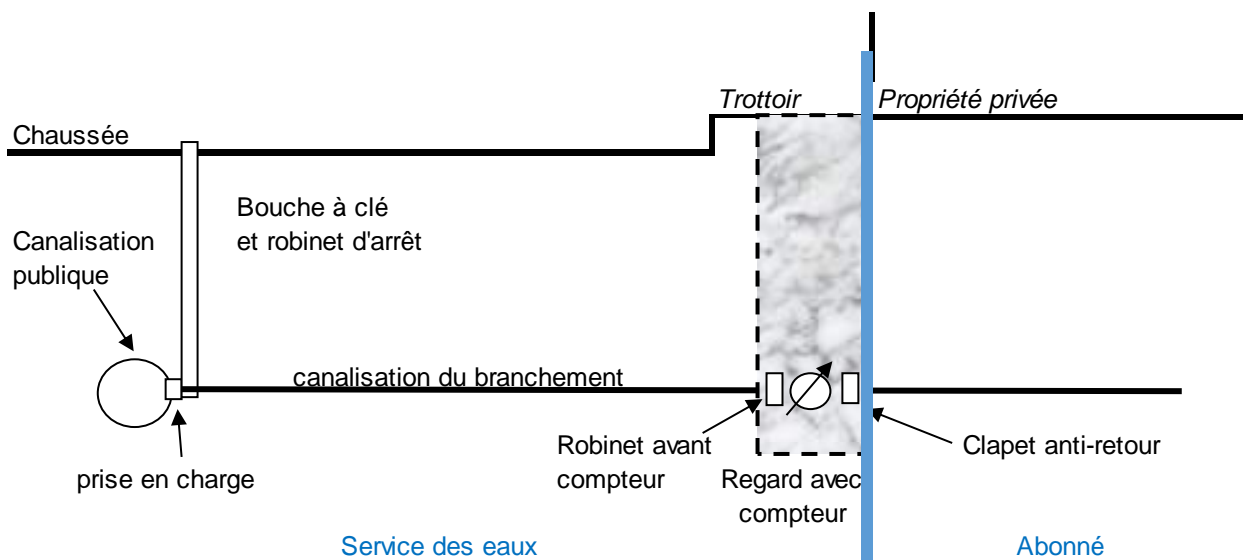 Trottoir
Propriété privée
Chaussée
Bouche à clé
et robinet d'arrêt
Canalisation
publique
canalisation du branchement
prise en charge
Robinet avant
compteur
Regard avec
compteur
Clapet anti-retour
Service des eaux
Abonné